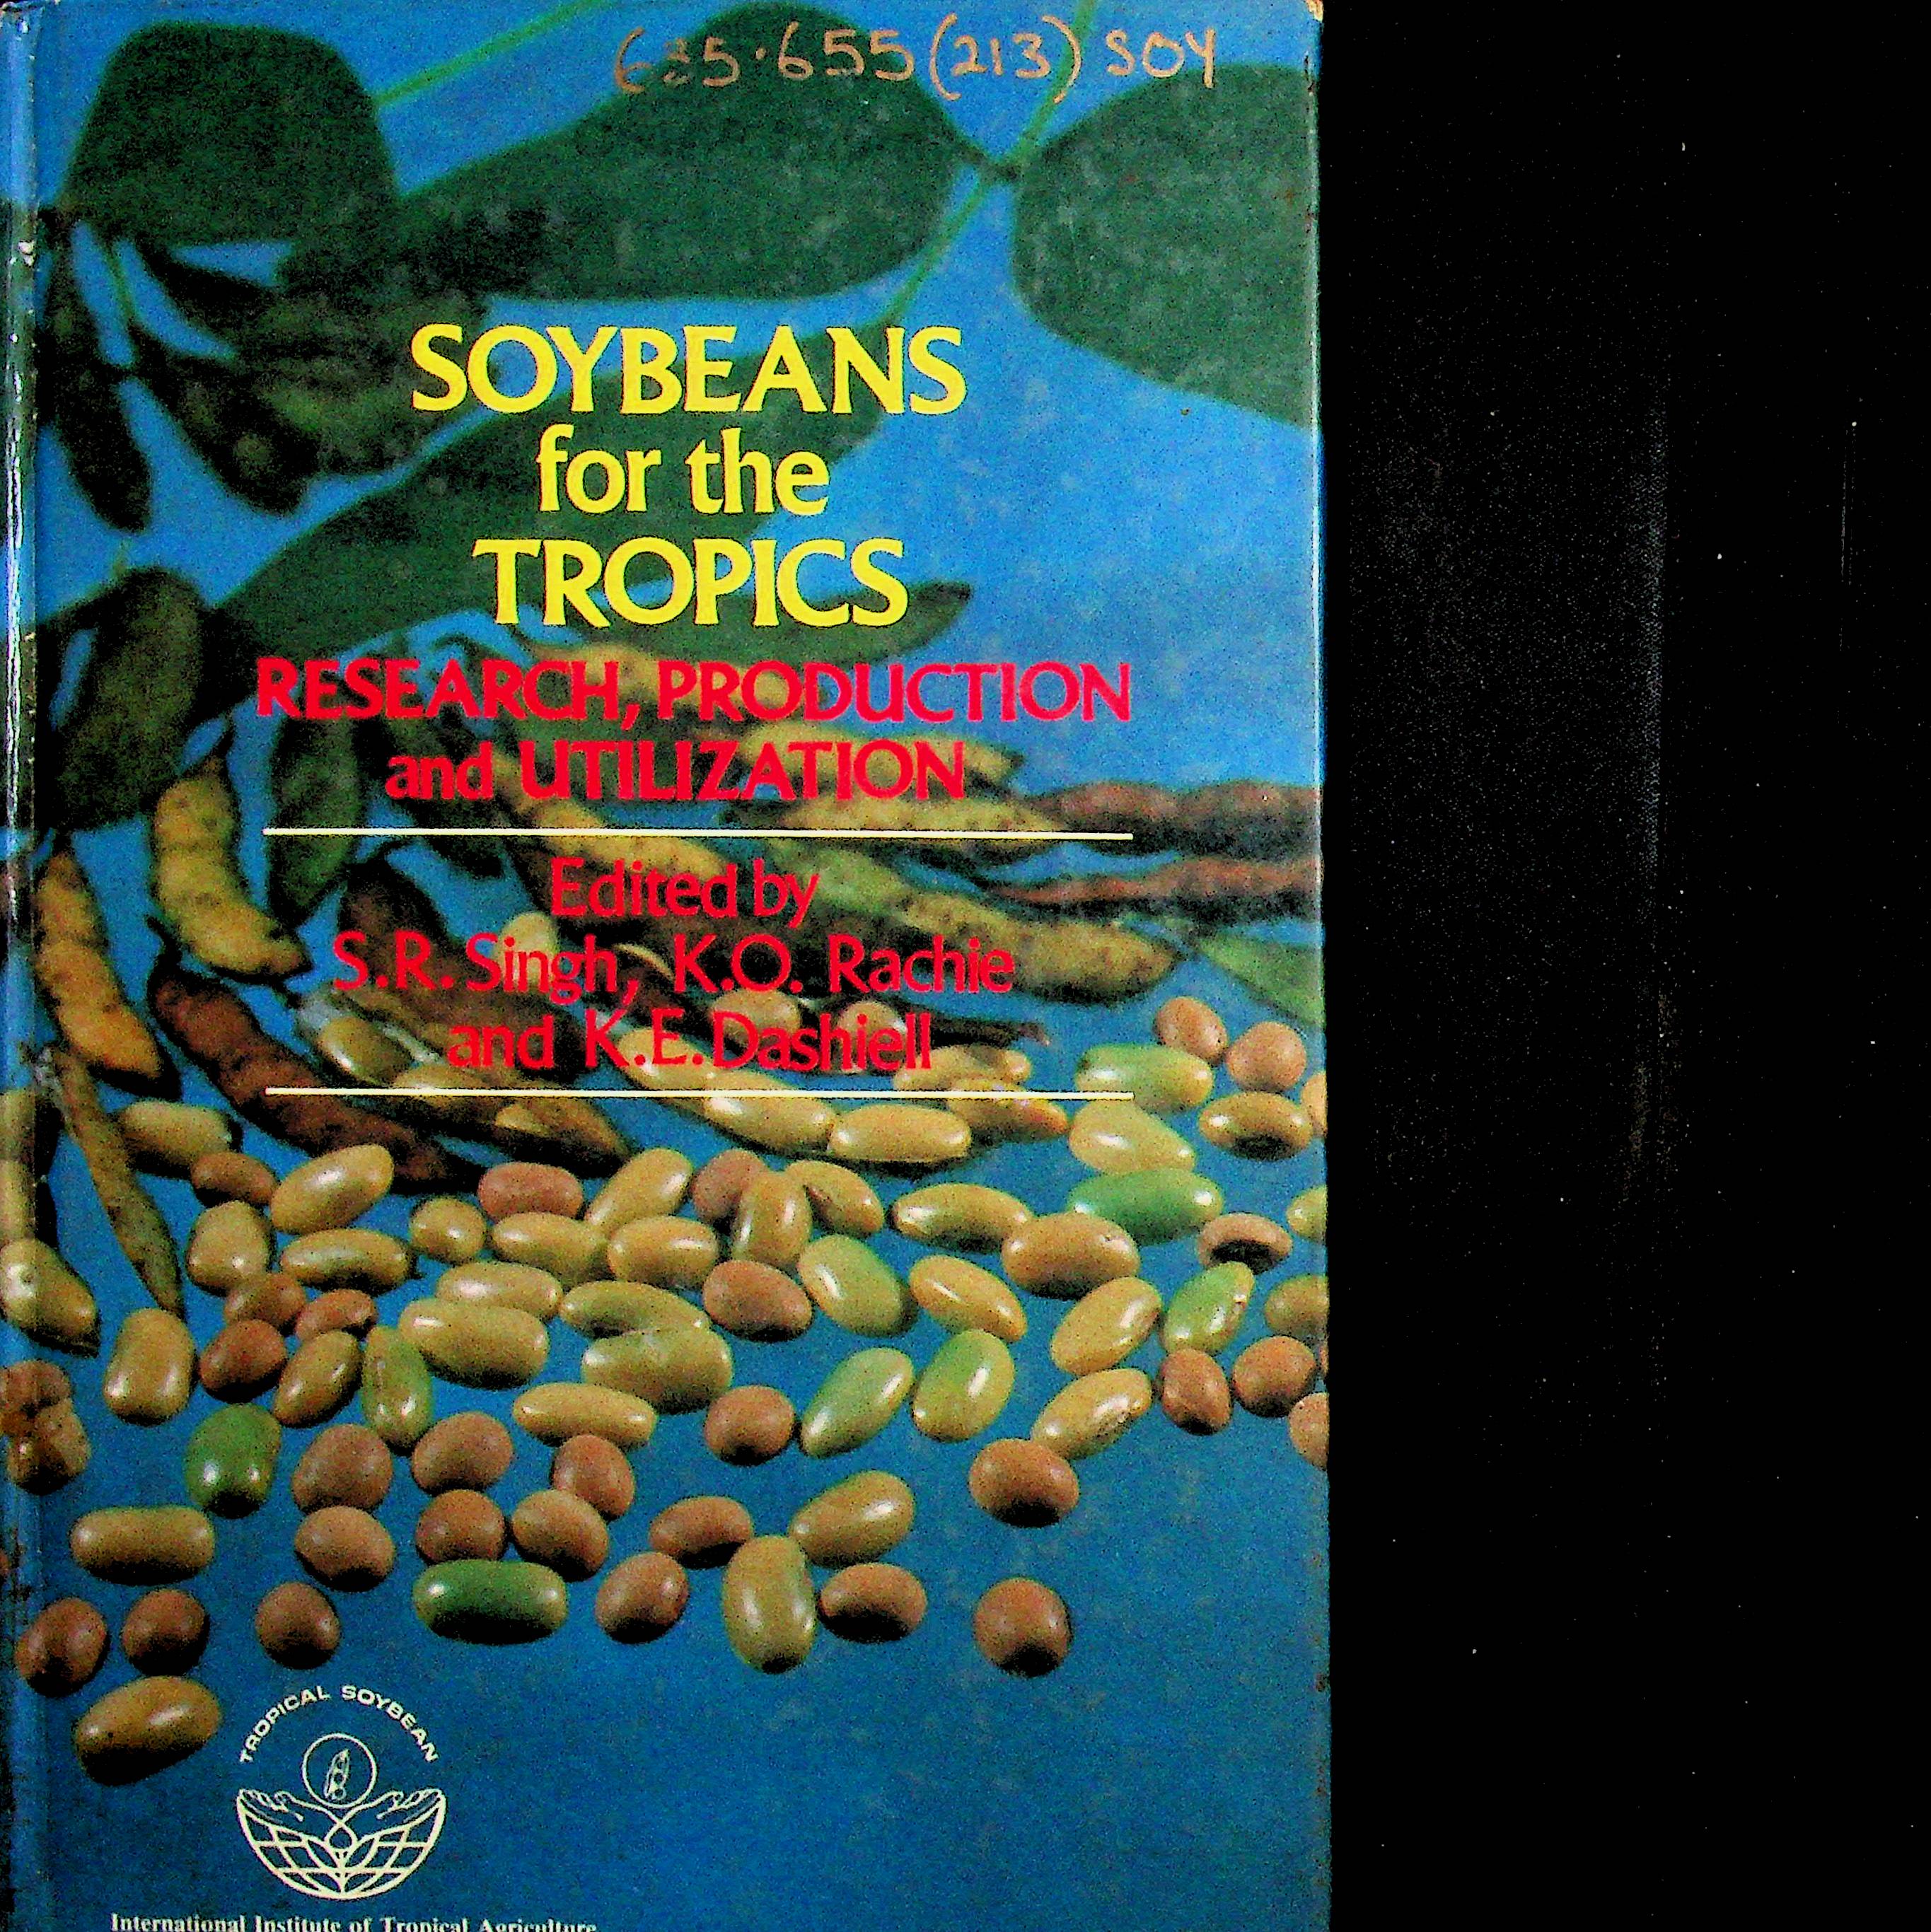 635.655(213) SOY
SOYBEANS
for the
TROPICS
RESEARCH, PRODUCTION
and UTILIZATION
Edited by
S.R. Singh, K.O. Rachie
and K.E. Dashiell
TROPICAL SOYBEAN
International Institute of Tropical Agriculture